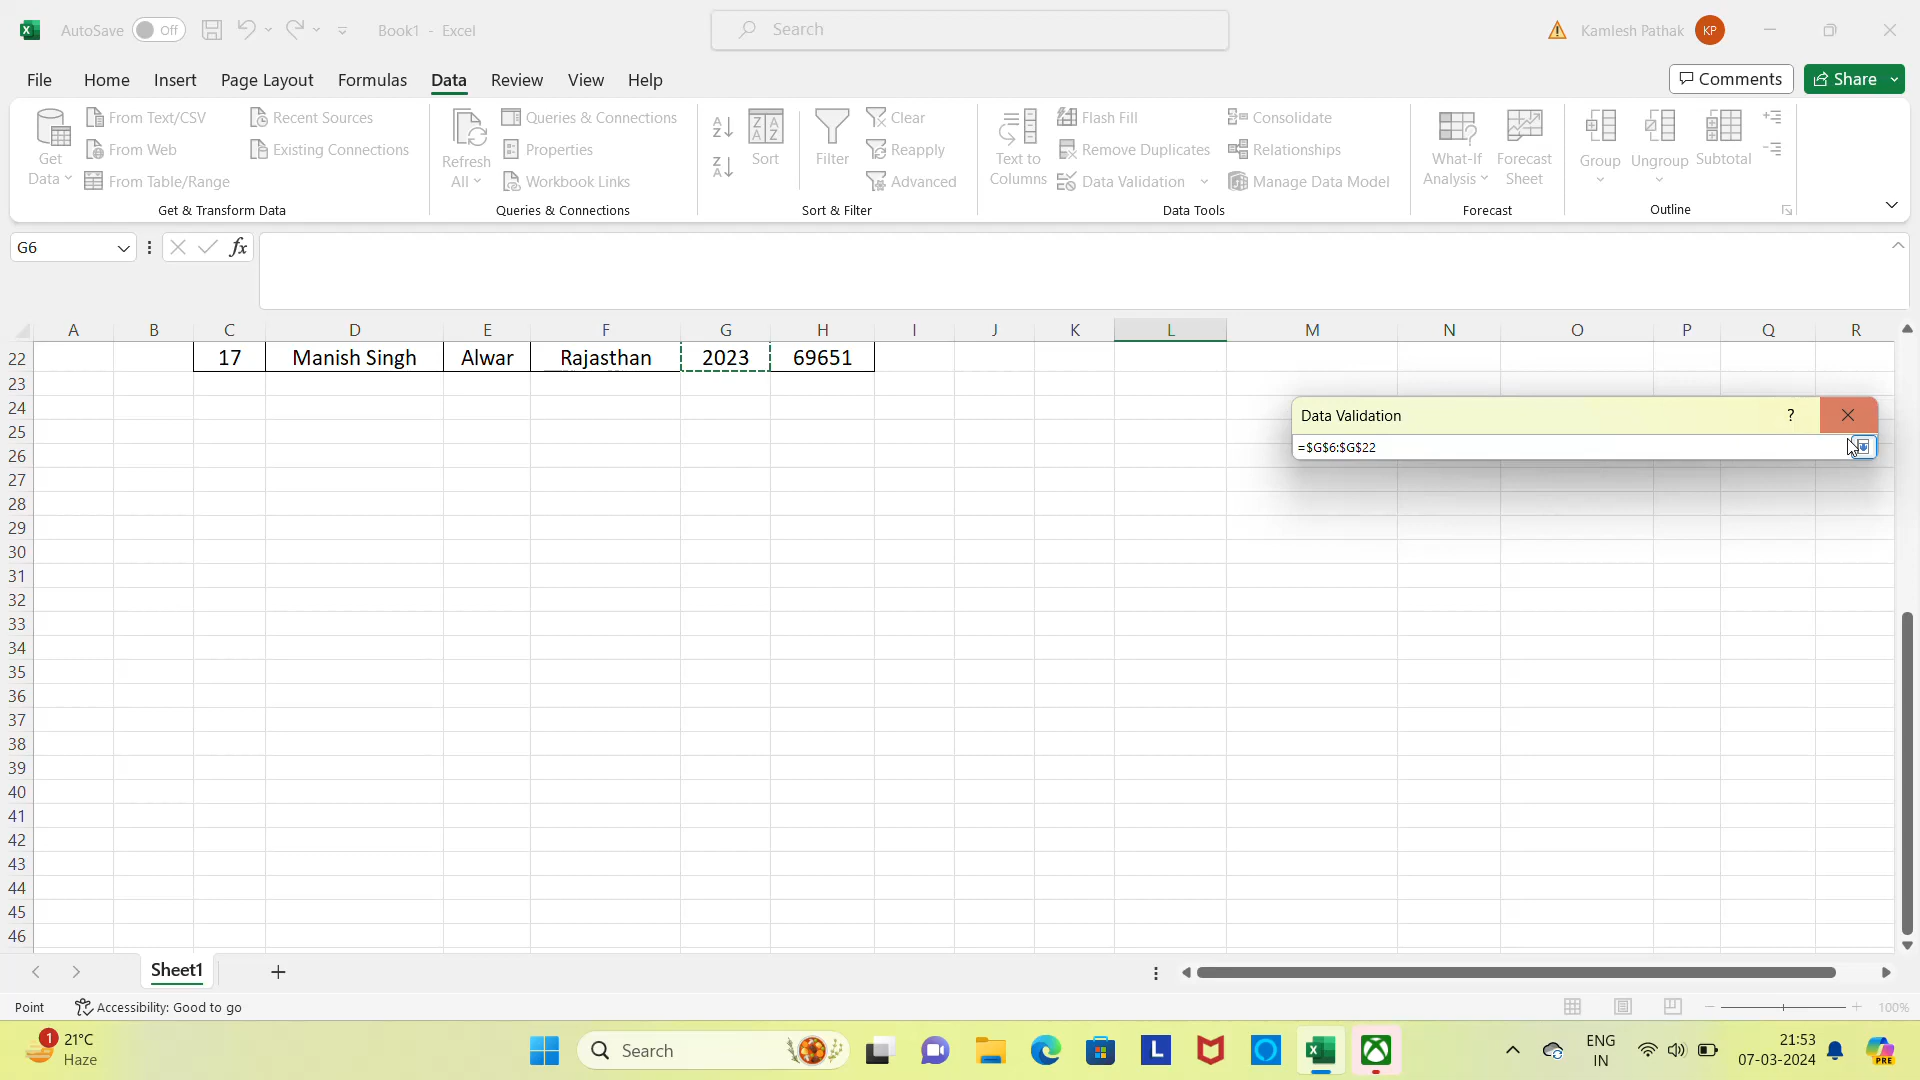 AutoSave Off Book1 - Excel Search Kamlesh Pathak KP
File Home Insert Page Layout Formulas Data Review View Help Comments Share
Get Data
From Text/CSV
From Web
From Table/Range
Recent Sources
Existing Connections
Get & Transform Data
Refresh All
Queries & Connections
Properties
Workbook Links
Queries & Connections
Sort
Filter
Clear
Reapply
Advanced
Sort & Filter
Text to Columns
Flash Fill
Remove Duplicates
Data Validation
Consolidate
Relationships
Manage Data Model
Data Tools
What-If Analysis
Forecast Sheet
Forecast
Group
Ungroup
Subtotal
Outline
G6 fx
A B C D E F G H I J K L M N O P Q R
22 17 Manish Singh Alwar Rajasthan 2023 69651
23
24
25
26
27
28
29
30
31
32
33
34
35
36
37
38
39
40
41
42
43
44
45
46
Data Validation ?
=$G$6:$G$22
Sheet1
Point Accessibility: Good to go 100%
1 21°C
Haze
Search
L
ENG
IN
21:53
07-03-2024
PRE